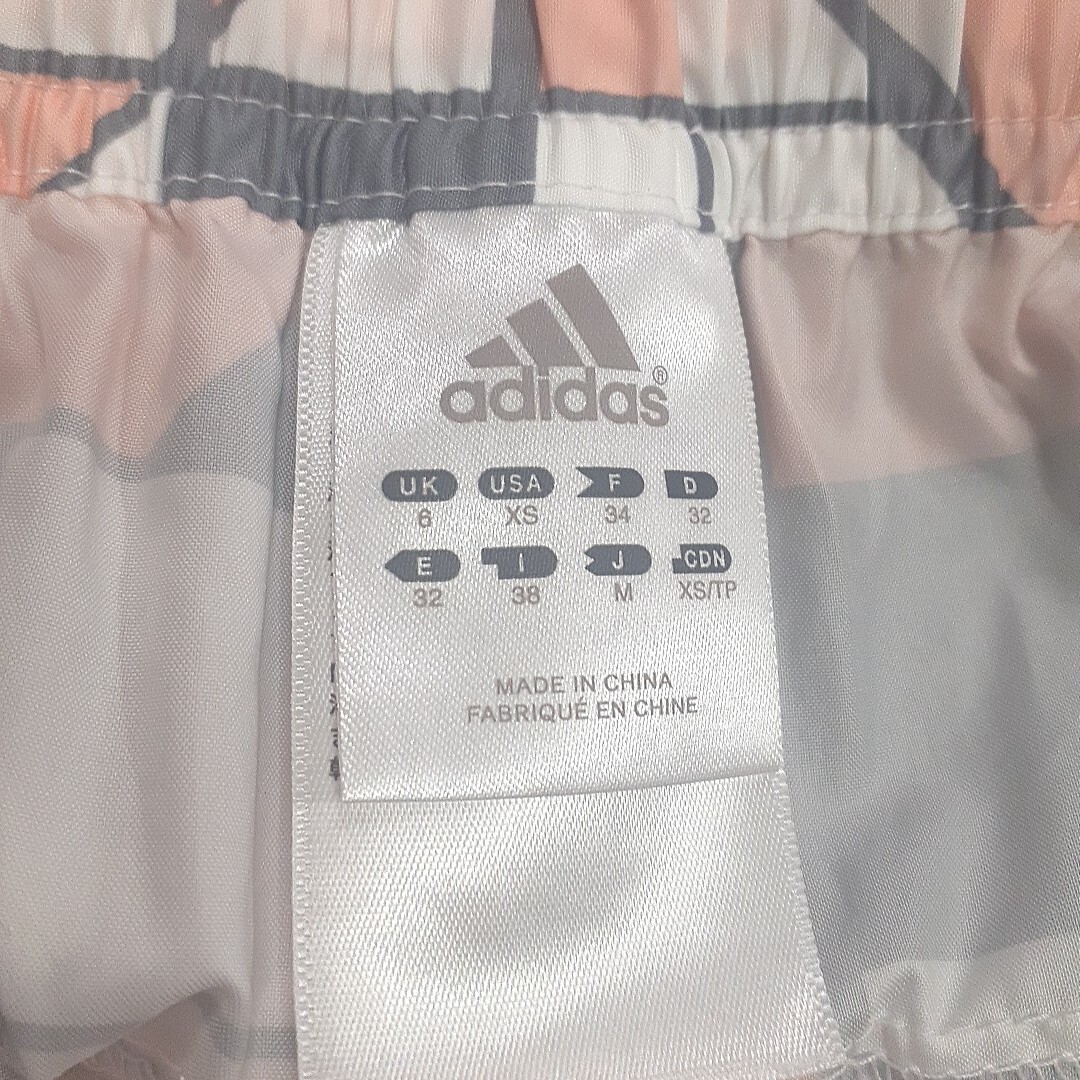 adidas®
UK USA F D
6 XS 34 32
E I J CDN
32 38 M XS/TP
MADE IN CHINA
FABRIQUÉ EN CHINE